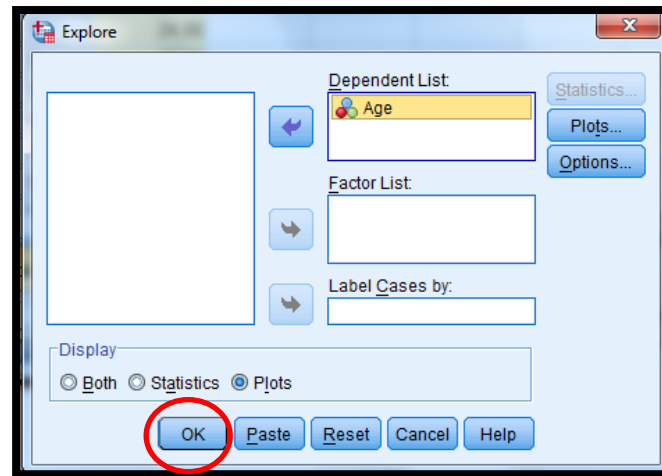 Explore
Dependent List:
Age
Statistics...
Plots...
Options...
Factor List:
Label Cases by:
Display
Both Statistics Plots
OK Paste Reset Cancel Help